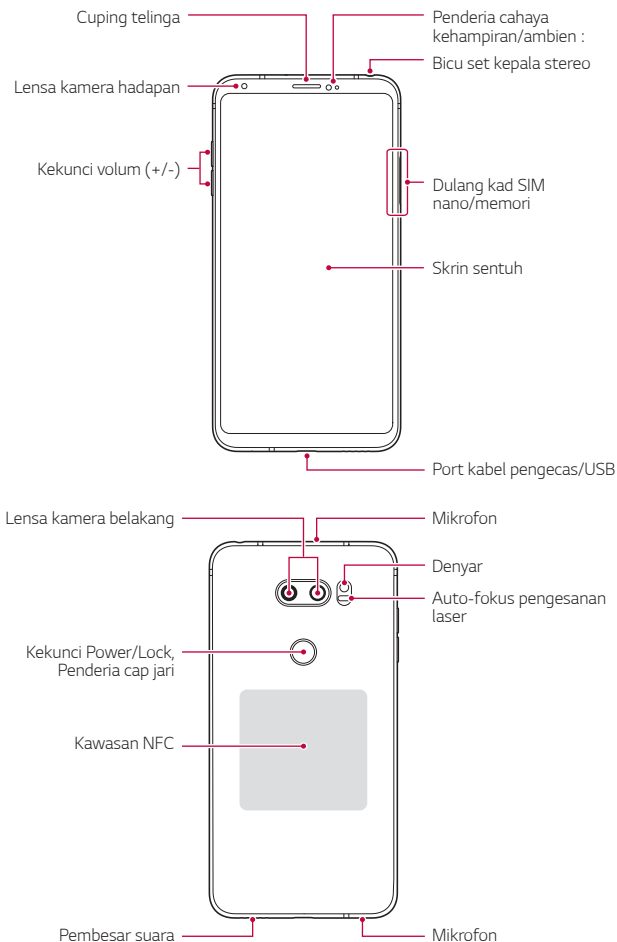 Cuping telinga
Penderia cahaya
kehampiran/ambien :
Bicu set kepala stereo
Lensa kamera hadapan
Kekunci volum (+/-)
Dulang kad SIM
nano/memori
Skrin sentuh
Port kabel pengecas/USB
Lensa kamera belakang
Mikrofon
Denyar
Auto-fokus pengesanan
laser
Kekunci Power/Lock,
Penderia cap jari
Kawasan NFC
Pembesar suara
Mikrofon